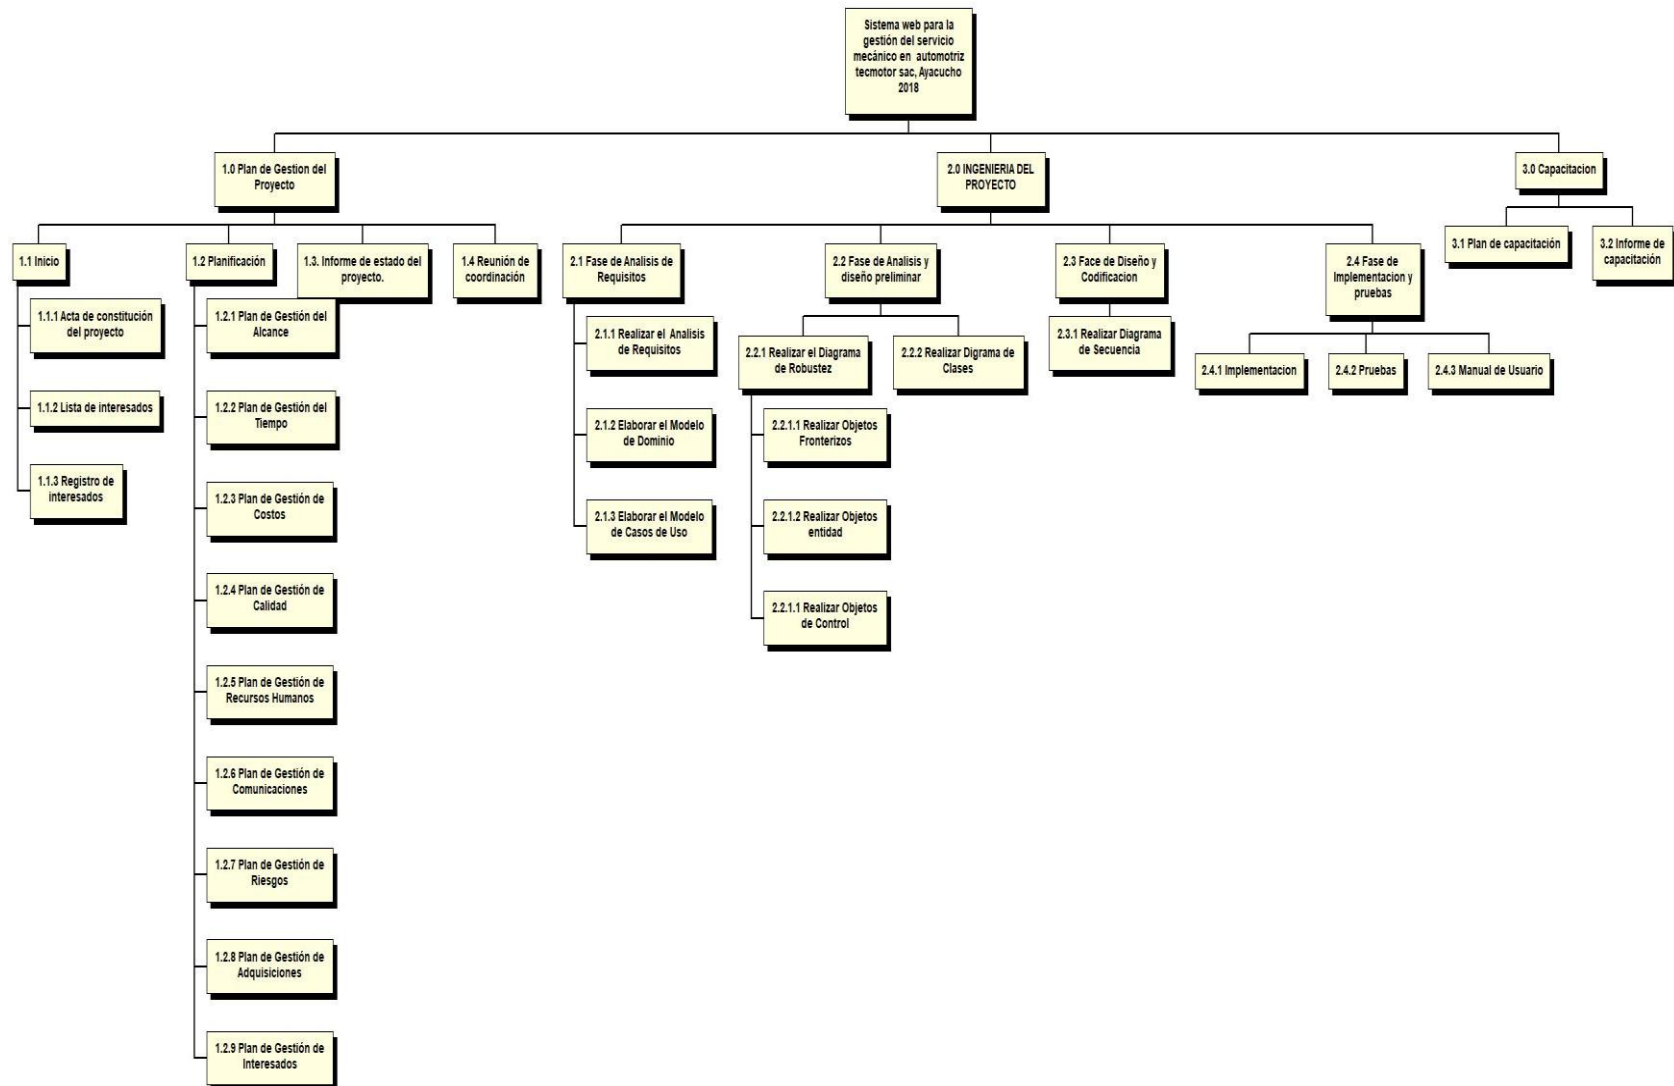 Sistema web para la
gestión del servicio
mecánico en automotriz
tecmotor sac, Ayacucho
2018
1.0 Plan de Gestion del
Proyecto
2.0 INGENIERIA DEL
PROYECTO
3.0 Capacitacion
1.1 Inicio
1.2 Planificación
1.3. Informe de estado del
proyecto.
1.4 Reunión de
coordinación
2.1 Fase de Analisis de
Requisitos
2.2 Fase de Analisis y
diseño preliminar
2.3 Face de Diseño y
Codificacion
2.4 Fase de
Implementacion y
pruebas
3.1 Plan de capacitación
3.2 Informe de
capacitación
1.1.1 Acta de constitución
del proyecto
1.1.2 Lista de interesados
1.1.3 Registro de
interesados
1.2.1 Plan de Gestión del
Alcance
1.2.2 Plan de Gestión del
Tiempo
1.2.3 Plan de Gestión de
Costos
1.2.4 Plan de Gestión de
Calidad
1.2.5 Plan de Gestión de
Recursos Humanos
1.2.6 Plan de Gestión de
Comunicaciones
1.2.7 Plan de Gestión de
Riesgos
1.2.8 Plan de Gestión de
Adquisiciones
1.2.9 Plan de Gestión de
Interesados
2.1.1 Realizar el Analisis
de Requisitos
2.1.2 Elaborar el Modelo
de Dominio
2.1.3 Elaborar el Modelo
de Casos de Uso
2.2.1 Realizar el Diagrama
de Robustez
2.2.2 Realizar Digrama de
Clases
2.2.1.1 Realizar Objetos
Fronterizos
2.2.1.2 Realizar Objetos
entidad
2.2.1.1 Realizar Objetos
de Control
2.3.1 Realizar Diagrama
de Secuencia
2.4.1 Implementacion
2.4.2 Pruebas
2.4.3 Manual de Usuario